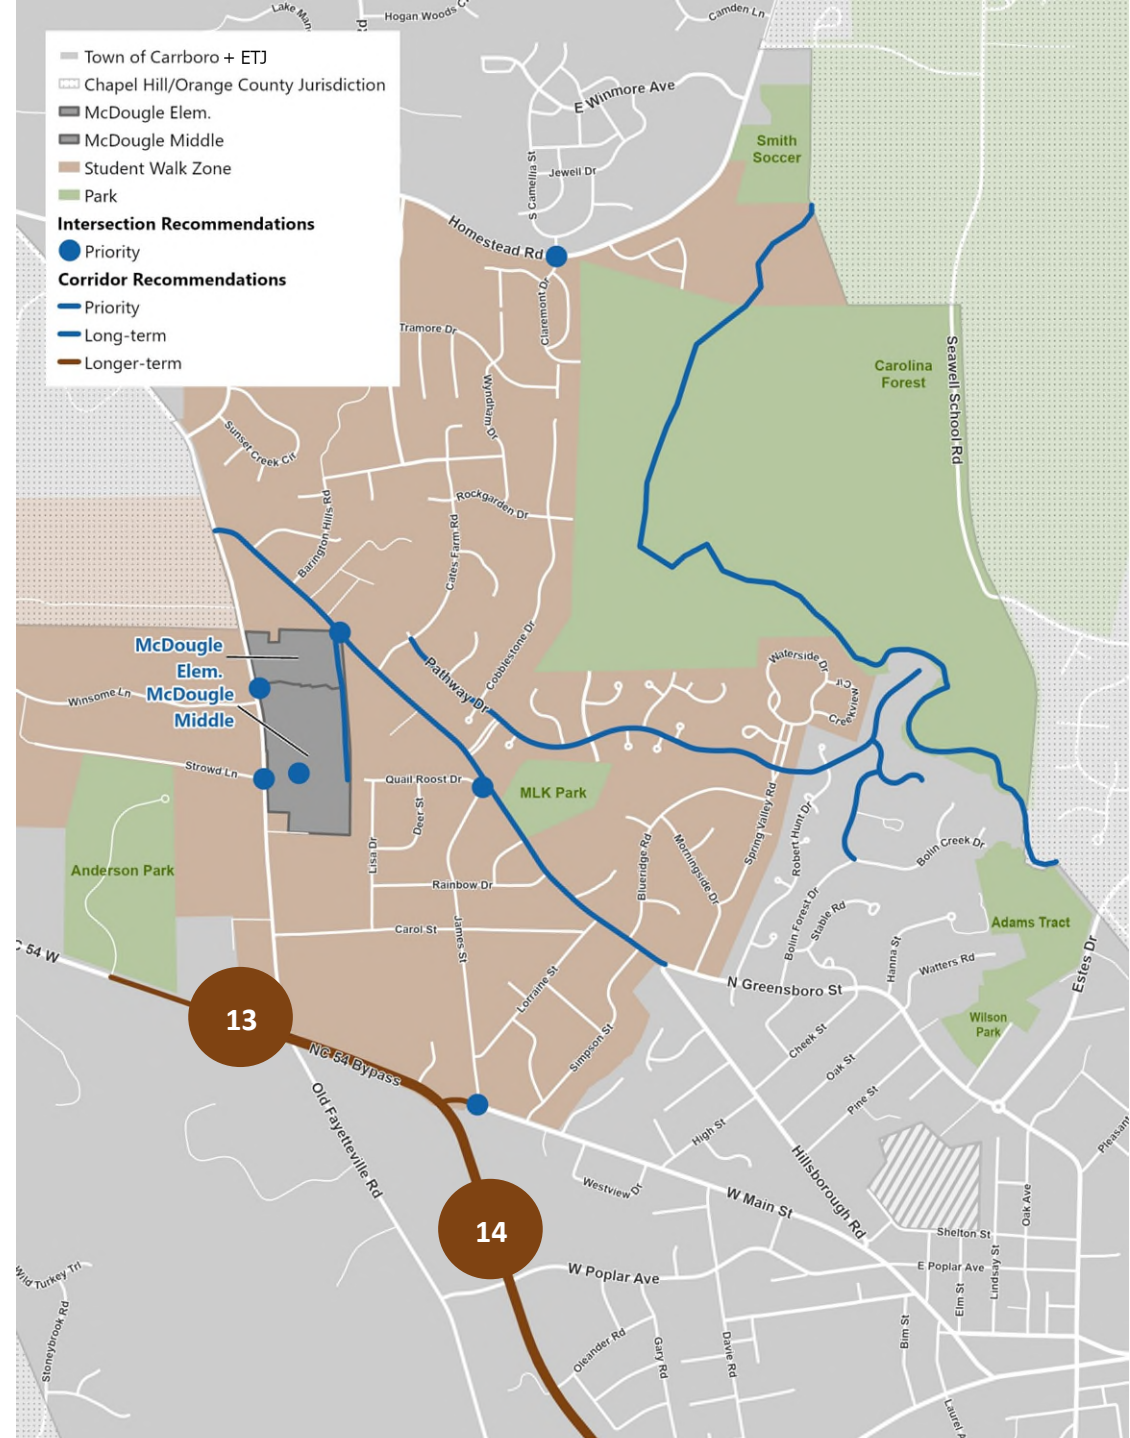 Lake
Hogan Woods C
Camden Ln
Town of Carrboro + ETJ
Chapel Hill/Orange County Jurisdiction
McDougle Elem.
McDougle Middle
Student Walk Zone
Park
Intersection Recommendations
Priority
Corridor Recommendations
Priority
Long-term
Longer-term
E Winmore Ave
Smith
Soccer
S Camellia St
Jewell Dr
Homestead Rd
Claremont Dr
Tramore Dr
Carolina
Forest
Seawell School Rd
Wyndham Dr
Sunset Creek Cir
Rockgarden Dr
Barington Hills Rd
Cates Farm Rd
Cobblestone Dr
McDougle
Elem.
McDougle
Middle
Winsome Ln
Pathway Dr
Waterside Dr
Creekview
Cir
Strowd Ln
Quail Roost Dr
MLK Park
Deer St
Lisa Dr
Spring Valley Rd
Robert Hunt Dr
Blueridge Rd
Morningside Dr
Bolin Creek Dr
Anderson Park
Rainbow Dr
Bolin Forest Dr
Stable Rd
Adams Tract
Carol St
James St
Hanna St
Watters Rd
Estes Dr
C 54 W
Lorraine St
N Greensboro St
Wilson
Park
13
NC 54 Bypass
Simpson St
Cheek St
Oak St
Pine St
Old Fayetteville Rd
High St
Pleasant
Hillsborough Rd
Westview Dr
W Main St
Oak Ave
14
Shelton St
Lindsay St
W Poplar Ave
E Poplar Ave
Wild Turkey Trl
Elm St
Stoneybrook Rd
Oleander Rd
Gary Rd
Davie Rd
Bim St
Laurel A